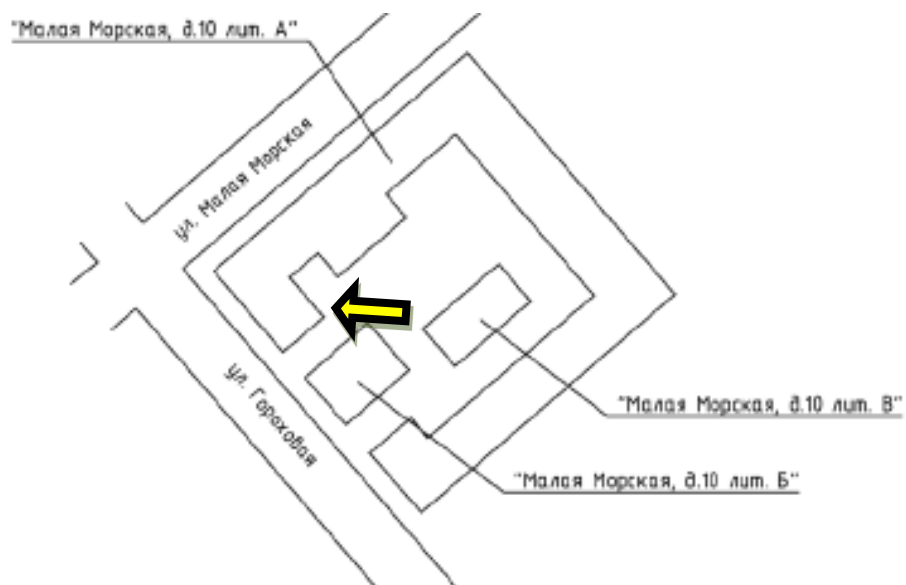 "Малая Морская, д.10 лит. А"
ул. Малая Морская
ул. Гороховая
"Малая Морская, д.10 лит. В"
"Малая Морская, д.10 лит. Б"